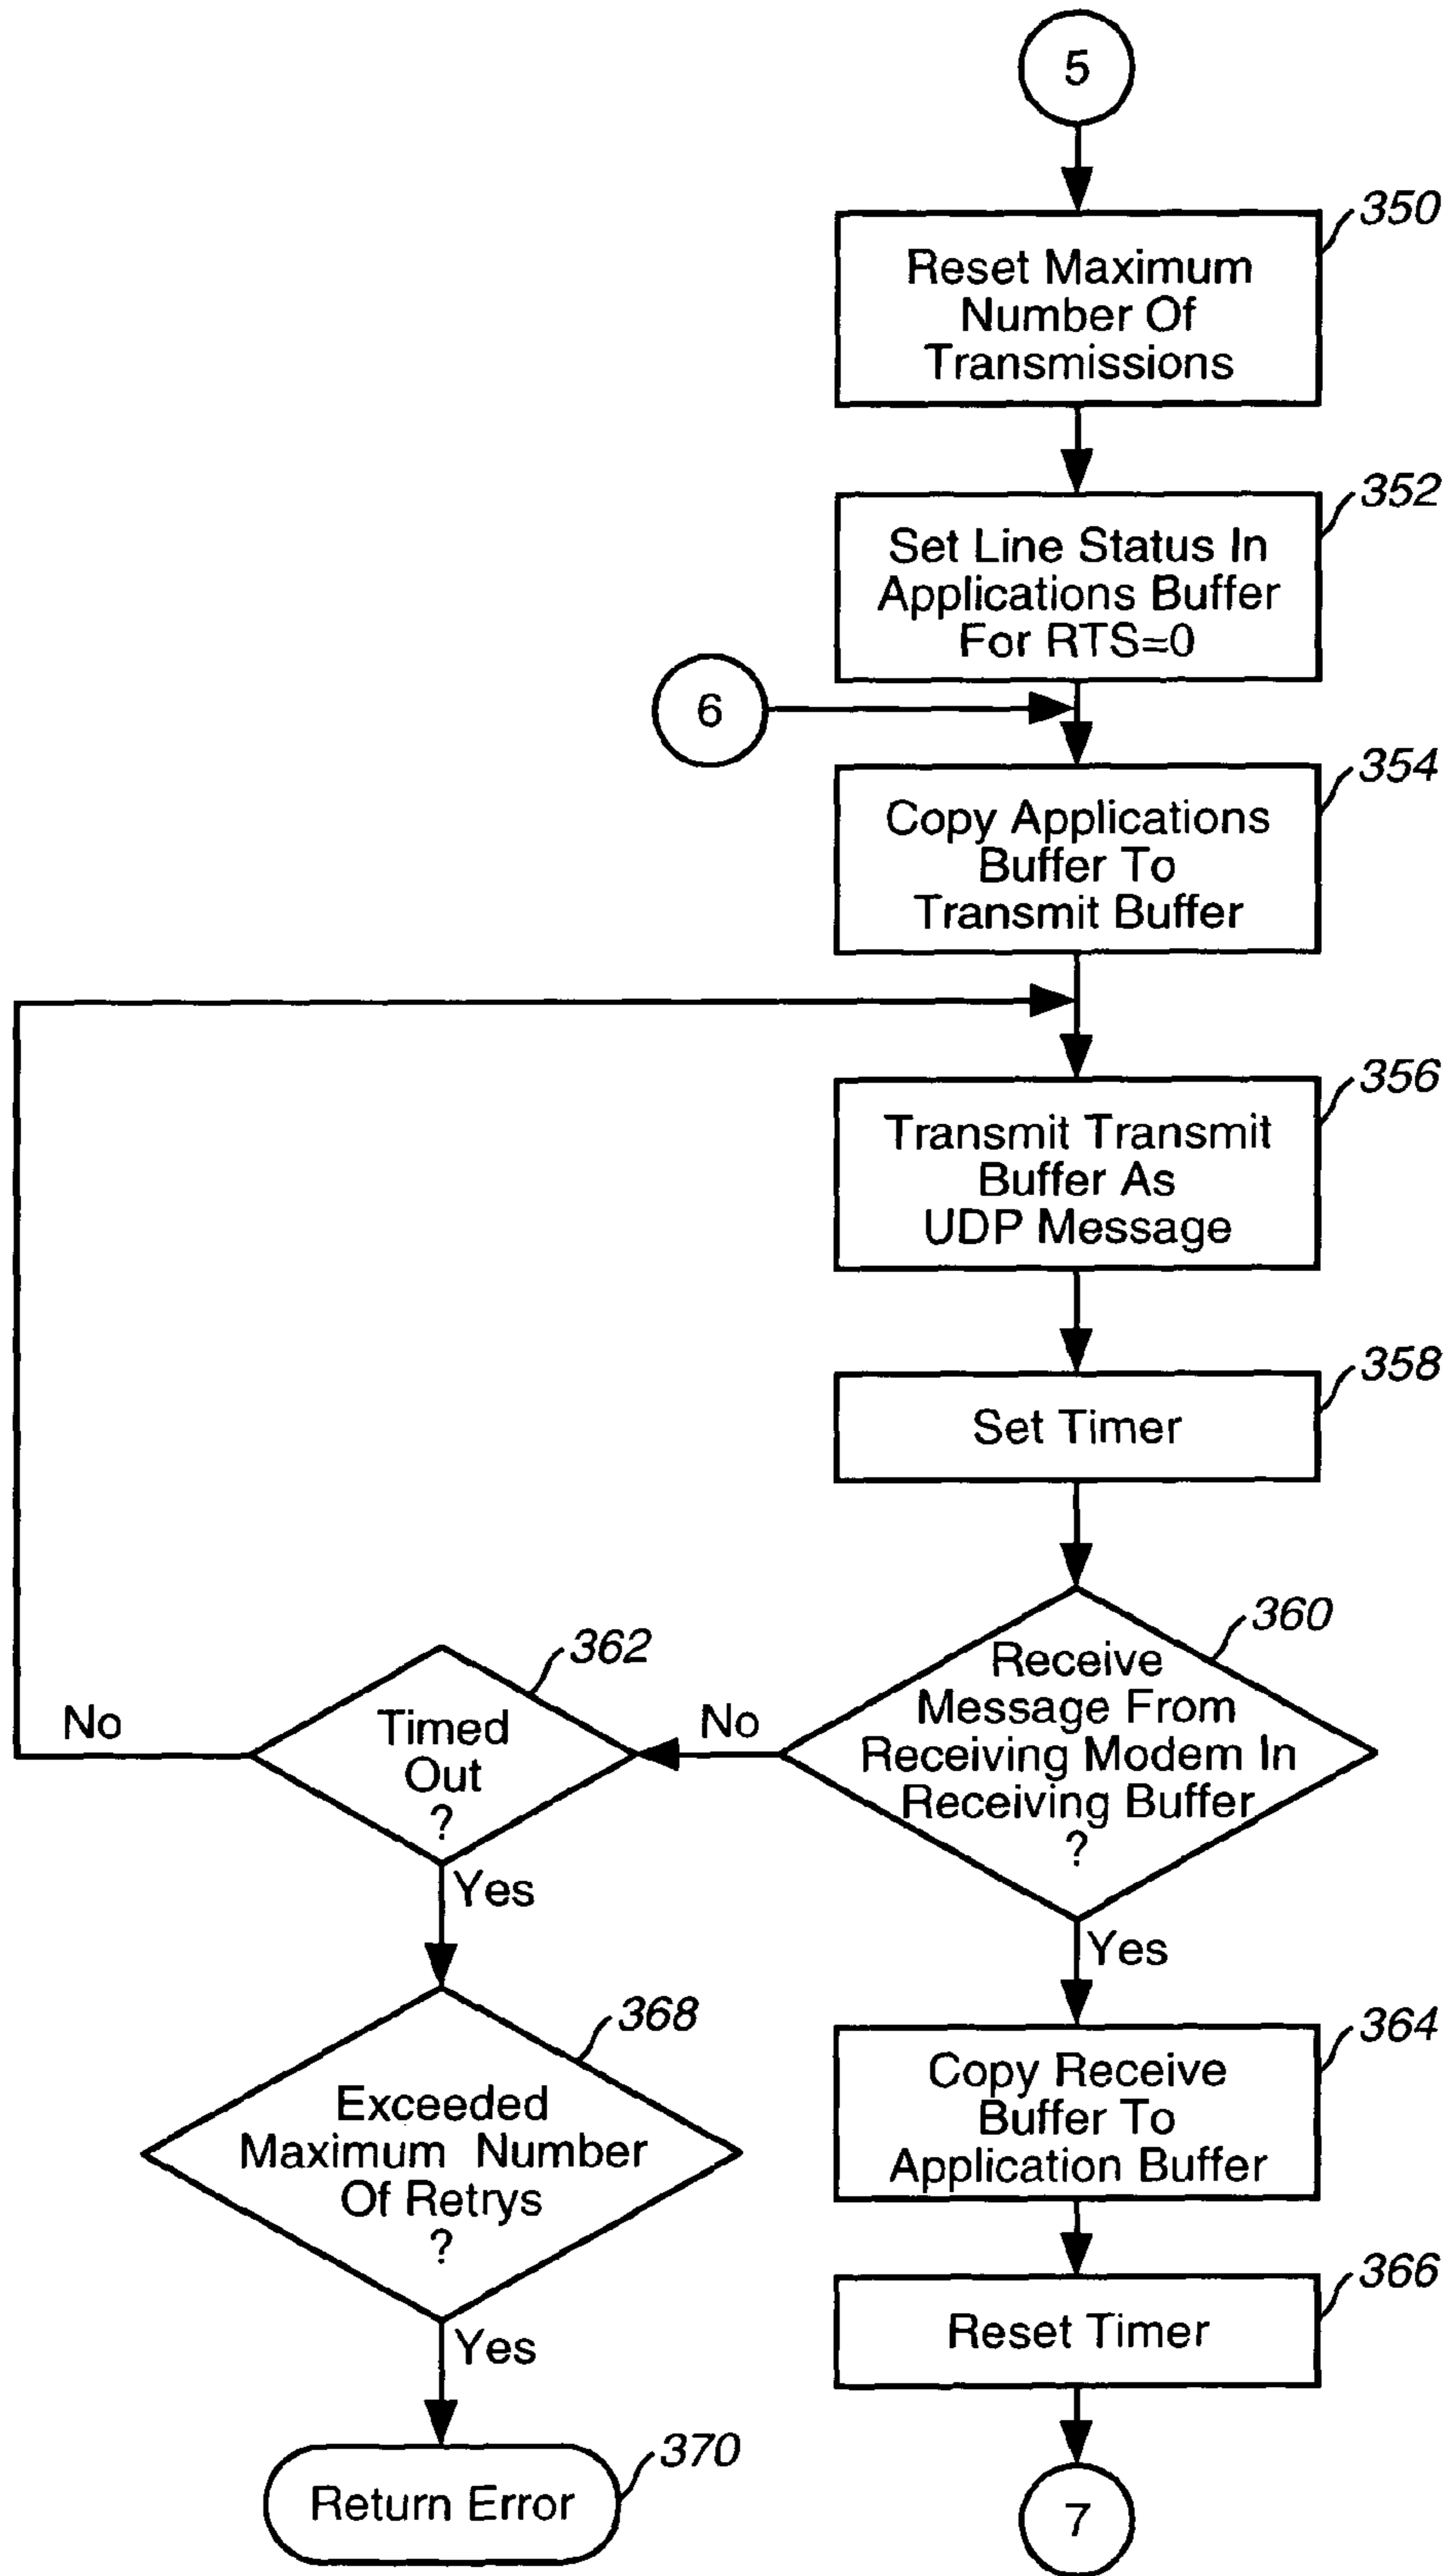 5
350
Reset Maximum
Number Of
Transmissions
352
Set Line Status In
Applications Buffer
For RTS=0
6
354
Copy Applications
Buffer To
Transmit Buffer
356
Transmit Transmit
Buffer As
UDP Message
358
Set Timer
360
Receive
Message From
Receiving Modem In
Receiving Buffer
?
No
362
Timed
Out
?
No
Yes
Yes
368
Exceeded
Maximum Number
Of Retrys
?
364
Copy Receive
Buffer To
Application Buffer
366
Reset Timer
Yes
370
Return Error
7